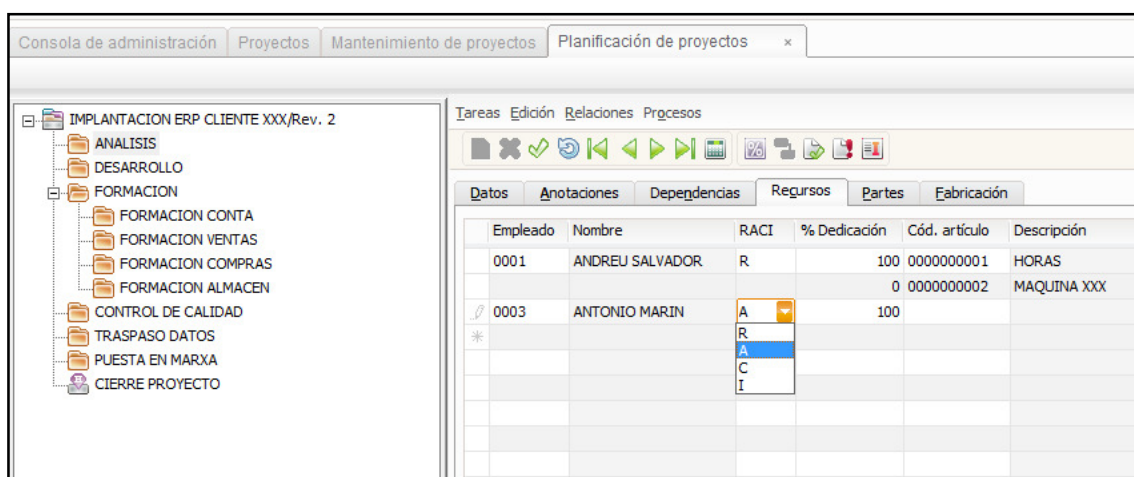 Consola de administración Proyectos Mantenimiento de proyectos Planificación de proyectos ×
IMPLANTACION ERP CLIENTE XXX/Rev. 2
ANALISIS
DESARROLLO
FORMACION
FORMACION CONTA
FORMACION VENTAS
FORMACION COMPRAS
FORMACION ALMACEN
CONTROL DE CALIDAD
TRASPASO DATOS
PUESTA EN MARXA
CIERRE PROYECTO
Tareas Edición Relaciones Procesos
Datos Anotaciones Dependencias Recursos Partes Fabricación
Empleado Nombre RACI % Dedicación Cód. artículo Descripción
0001 ANDREU SALVADOR R 100 0000000001 HORAS
0 0000000002 MAQUINA XXX
0003 ANTONIO MARIN A 100
R
A
C
I